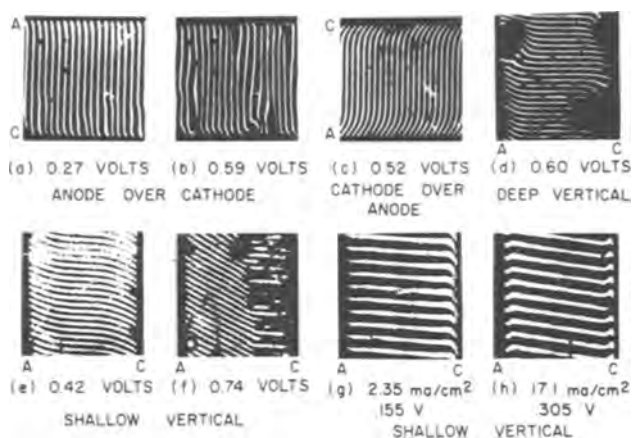 A
C
C
A
A C
(a) 0.27 VOLTS (b) 0.59 VOLTS (c) 0.52 VOLTS (d) 0.60 VOLTS
ANODE OVER CATHODE CATHODE OVER ANODE DEEP VERTICAL
A C A C A C A C
(e) 0.42 VOLTS (f) 0.74 VOLTS (g) 2.35 ma/cm² (h) 17.1 ma/cm²
.155 V .305 V
SHALLOW VERTICAL SHALLOW VERTICAL